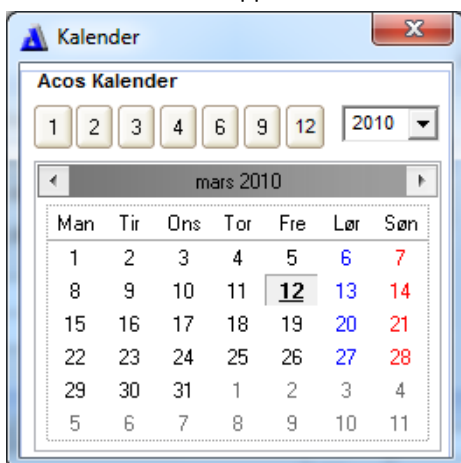 Kalender
Acos Kalender
1 2 3 4 6 9 12 2010
mars 2010
Man Tir Ons Tor Fre Lør Søn
1 2 3 4 5 6 7
8 9 10 11 12 13 14
15 16 17 18 19 20 21
22 23 24 25 26 27 28
29 30 31 1 2 3 4
5 6 7 8 9 10 11